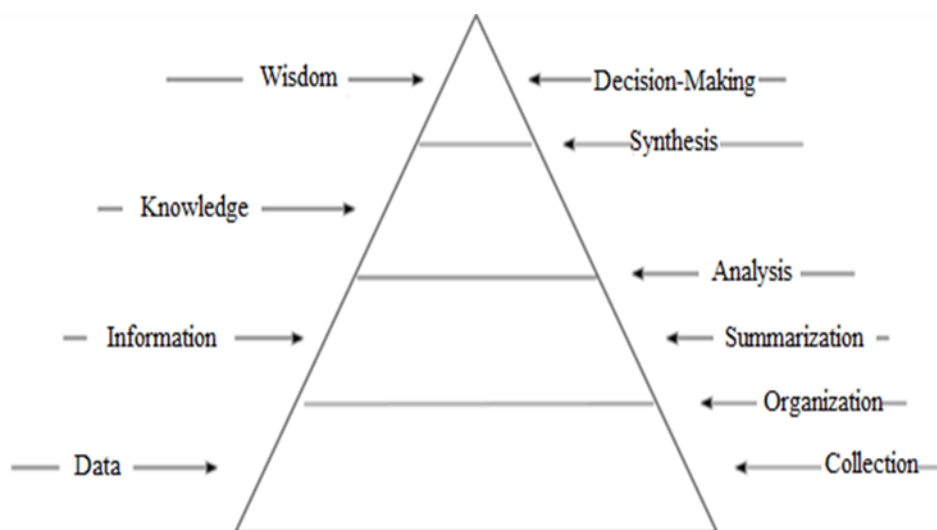 Wisdom
Decision-Making
Synthesis
Knowledge
Analysis
Information
Summarization
Organization
Data
Collection